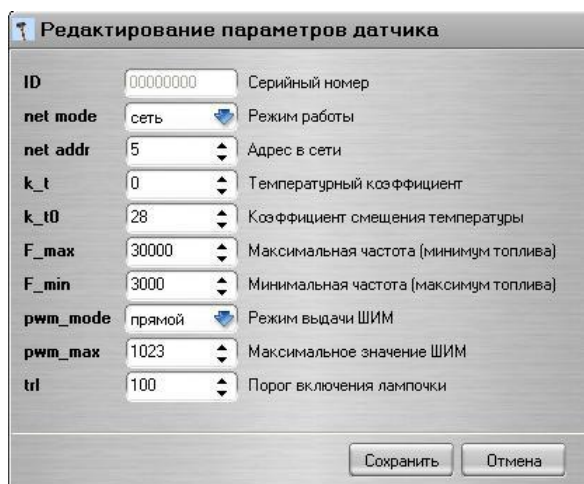 Редактирование параметров датчика
ID 00000000 Серийный номер
net mode сеть Режим работы
net addr 5 Адрес в сети
k_t 0 Температурный коэффициент
k_t0 28 Коэффициент смещения температуры
F_max 30000 Максимальная частота (минимум топлива)
F_min 3000 Минимальная частота (максимум топлива)
pwm_mode прямой Режим выдачи ШИМ
pwm_max 1023 Максимальное значение ШИМ
trl 100 Порог включения лампочки
Сохранить Отмена